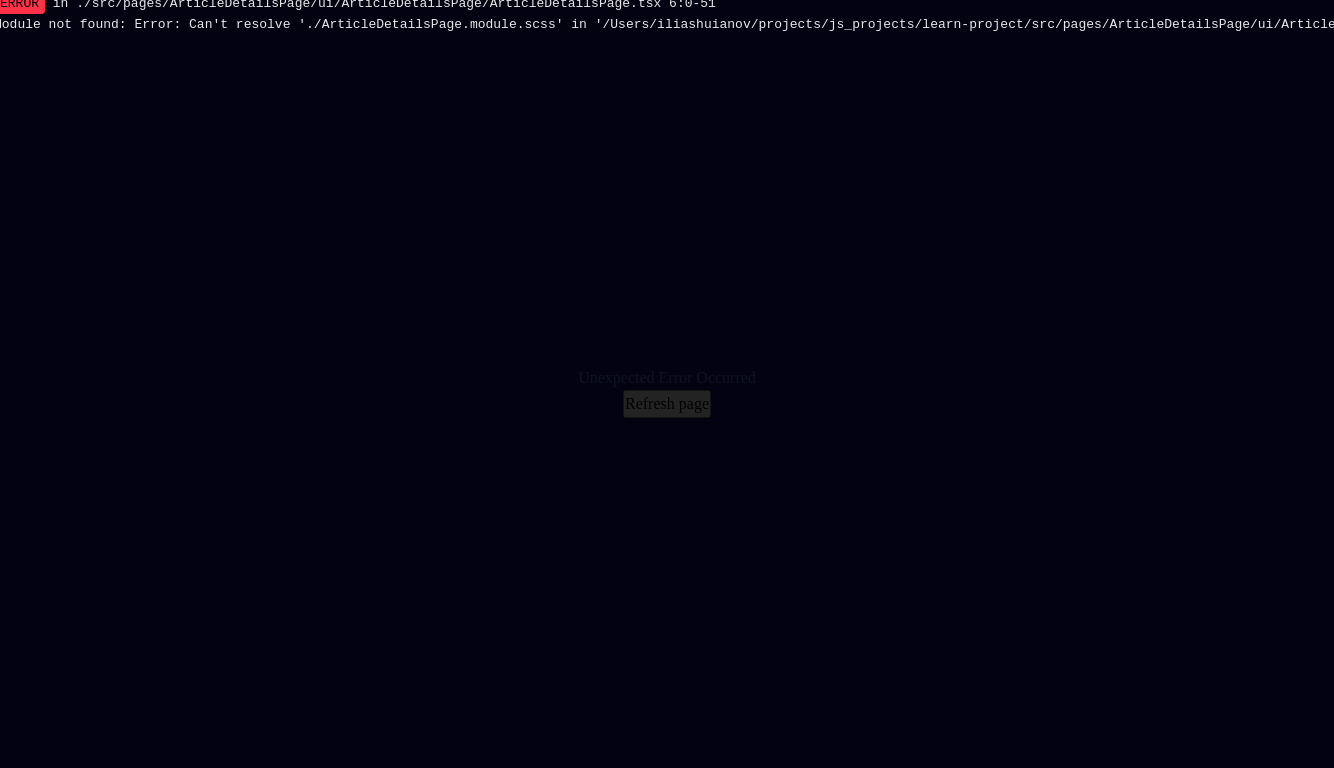 ERROR in ./src/pages/ArticleDetailsPage/ui/ArticleDetailsPage/ArticleDetailsPage.tsx 6:0-51
Module not found: Error: Can't resolve './ArticleDetailsPage.module.scss' in '/Users/iliashuianov/projects/js_projects/learn-project/src/pages/ArticleDetailsPage/ui/Article
Unexpected Error Occurred
Refresh page